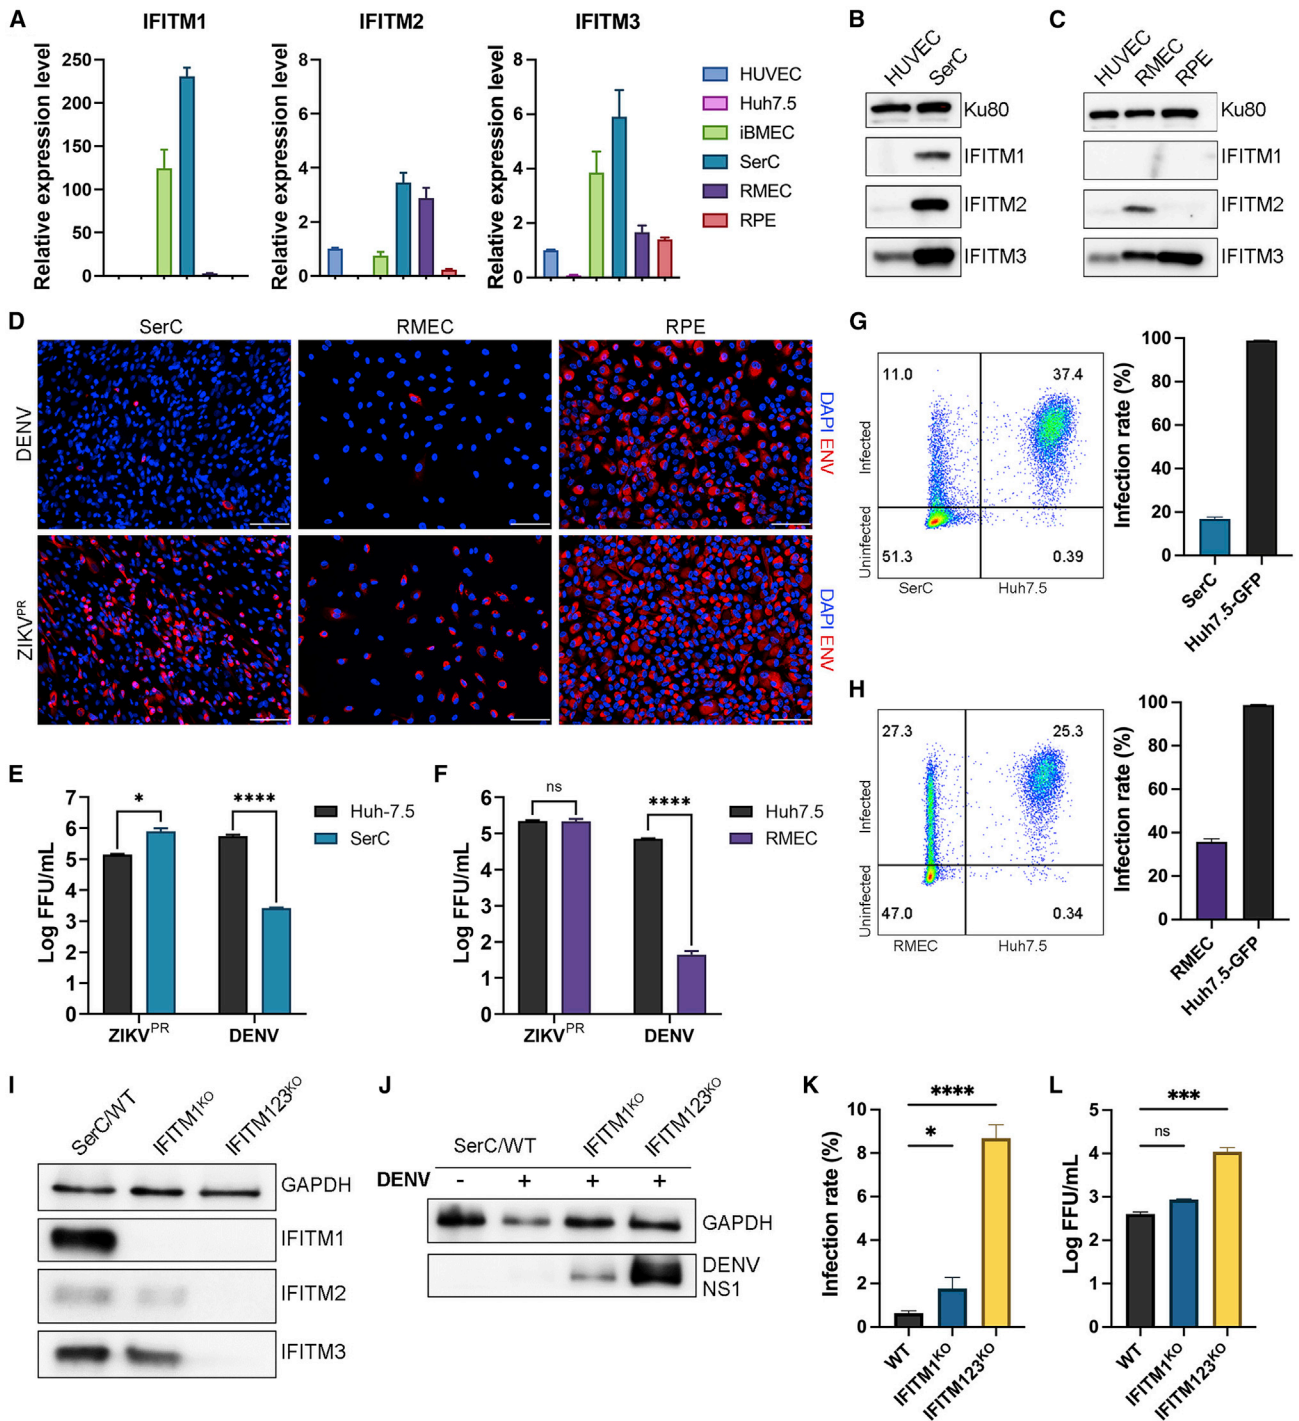 A
IFITM1
IFITM2
IFITM3
Relative expression level
250
200
150
100
50
0
Relative expression level
8
6
4
2
0
Relative expression level
8
6
4
2
0
HUVEC
Huh7.5
iBMEC
SerC
RMEC
RPE
B
HUVEC
SerC
Ku80
IFITM1
IFITM2
IFITM3
C
HUVEC
RMEC
RPE
Ku80
IFITM1
IFITM2
IFITM3
D
SerC
RMEC
RPE
DENV
DAPI ENV
ZIKVPR
DAPI ENV
E
Log FFU/mL
7
6
5
4
3
2
1
0
*
****
Huh-7.5
SerC
ZIKVPR
DENV
F
Log FFU/mL
6
5
4
3
2
1
0
ns
****
Huh7.5
RMEC
ZIKVPR
DENV
G
11.0
37.4
51.3
0.39
Infected
Uninfected
SerC
Huh7.5
Infection rate (%)
100
80
60
40
20
0
SerC
Huh7.5-GFP
H
27.3
25.3
47.0
0.34
Infected
Uninfected
RMEC
Huh7.5
Infection rate (%)
100
80
60
40
20
0
RMEC
Huh7.5-GFP
I
SerC/WT
IFITM1KO
IFITM123KO
GAPDH
IFITM1
IFITM2
IFITM3
J
SerC/WT
IFITM1KO
IFITM123KO
DENV - + + +
GAPDH
DENV
NS1
K
Infection rate (%)
10
8
6
4
2
0
****
*
WT
IFITM1KO
IFITM123KO
L
Log FFU/mL
5
4
3
2
1
0
***
ns
WT
IFITM1KO
IFITM123KO